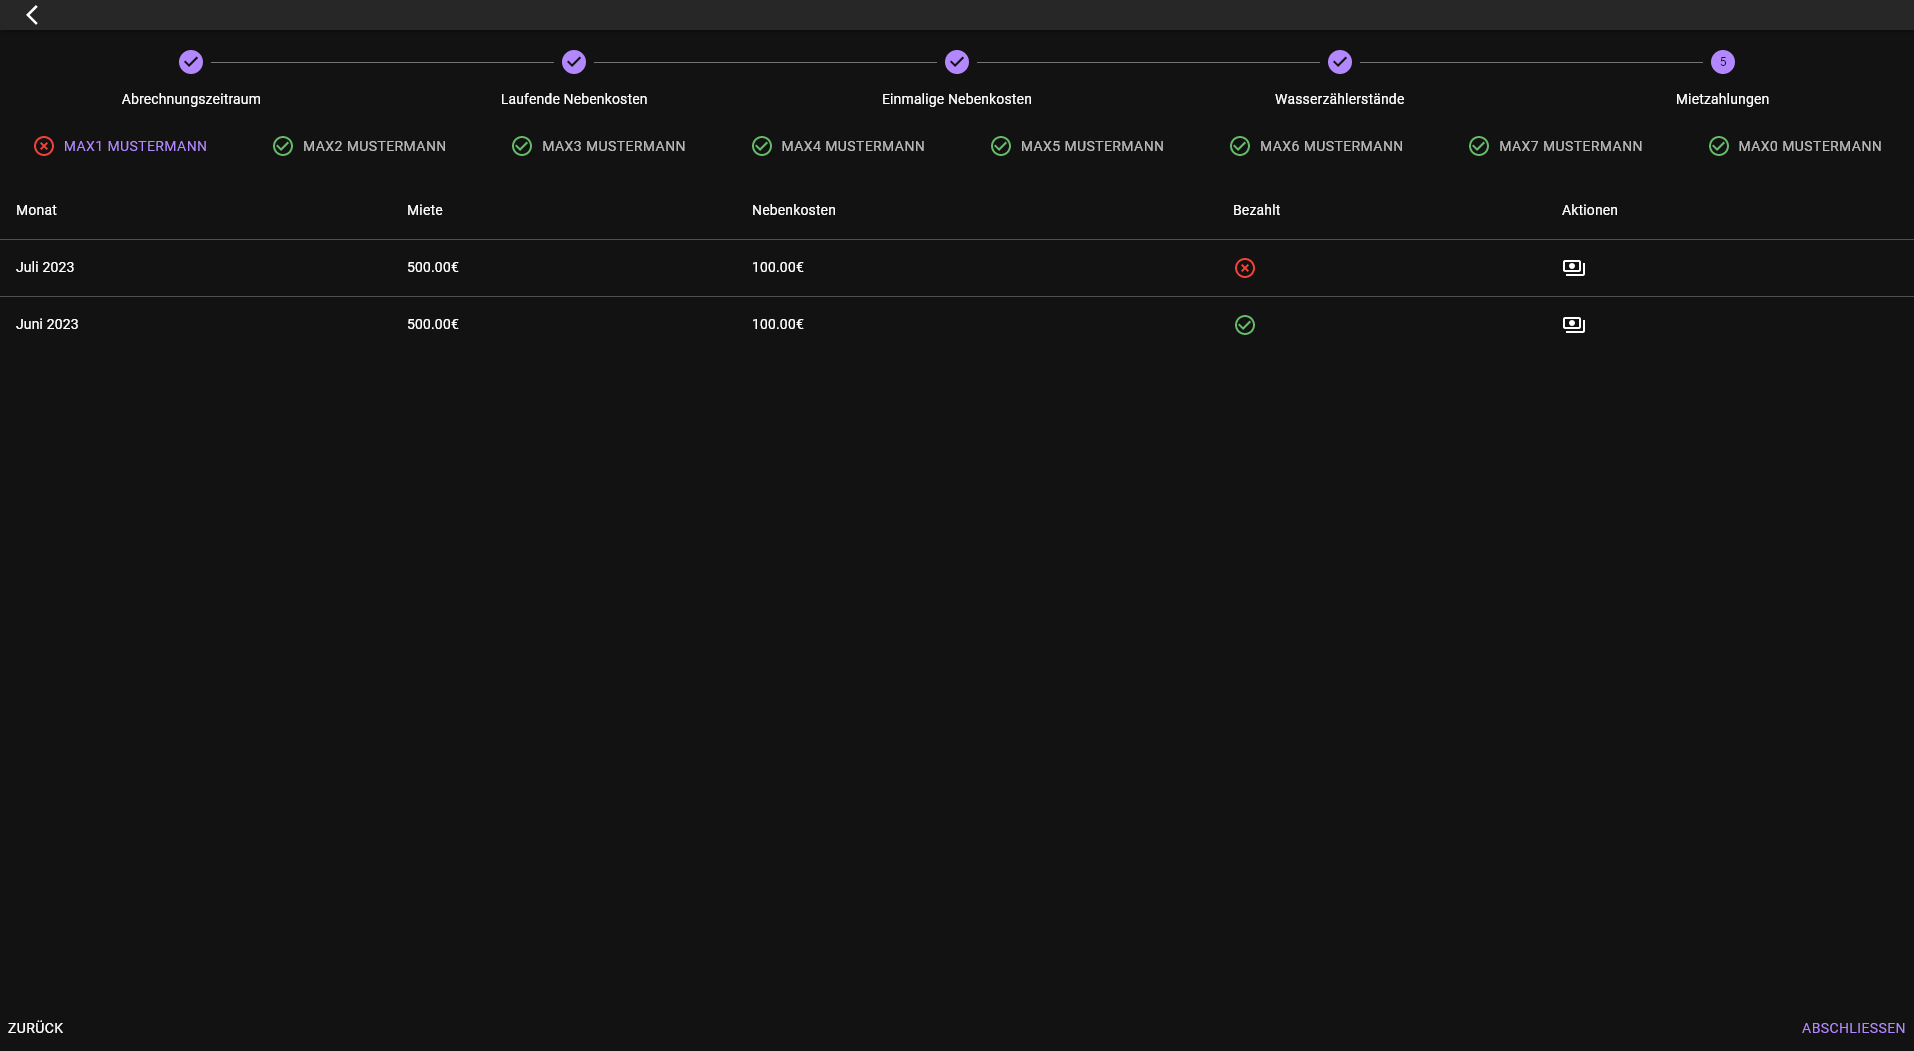 5
Abrechnungszeitraum Laufende Nebenkosten Einmalige Nebenkosten Wasserzählerstände Mietzahlungen
MAX1 MUSTERMANN MAX2 MUSTERMANN MAX3 MUSTERMANN MAX4 MUSTERMANN MAX5 MUSTERMANN MAX6 MUSTERMANN MAX7 MUSTERMANN MAX0 MUSTERMANN
Monat Miete Nebenkosten Bezahlt Aktionen
Juli 2023 500.00€ 100.00€
Juni 2023 500.00€ 100.00€
ZURÜCK ABSCHLIESSEN